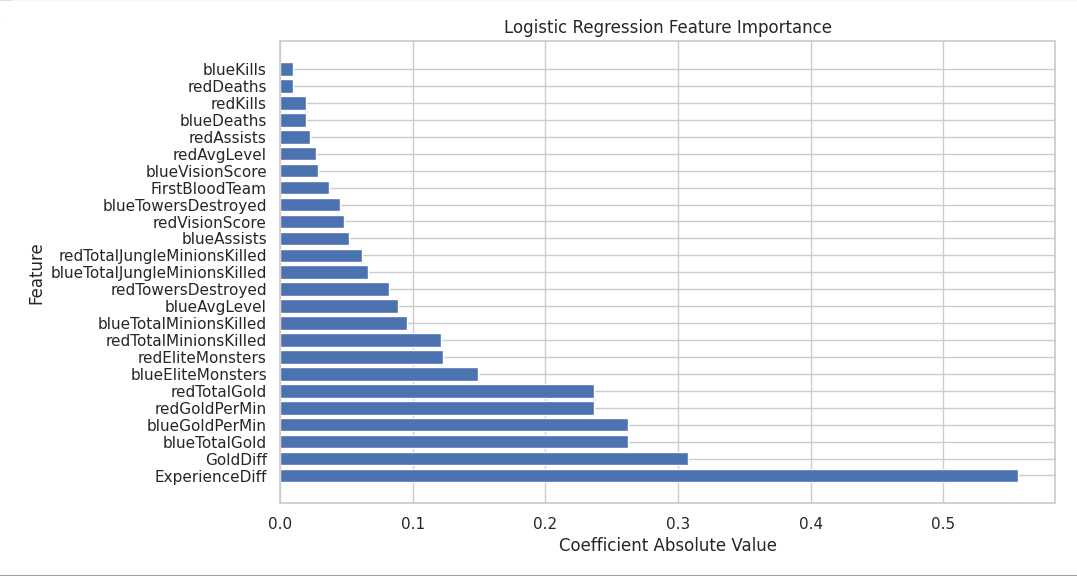 Logistic Regression Feature Importance
blueKills
redDeaths
redKills
blueDeaths
redAssists
redAvgLevel
blueVisionScore
FirstBloodTeam
blueTowersDestroyed
redVisionScore
blueAssists
redTotalJungleMinionsKilled
blueTotalJungleMinionsKilled
redTowersDestroyed
blueAvgLevel
blueTotalMinionsKilled
redTotalMinionsKilled
redEliteMonsters
blueEliteMonsters
redTotalGold
redGoldPerMin
blueGoldPerMin
blueTotalGold
GoldDiff
ExperienceDiff
Feature
0.0 0.1 0.2 0.3 0.4 0.5
Coefficient Absolute Value